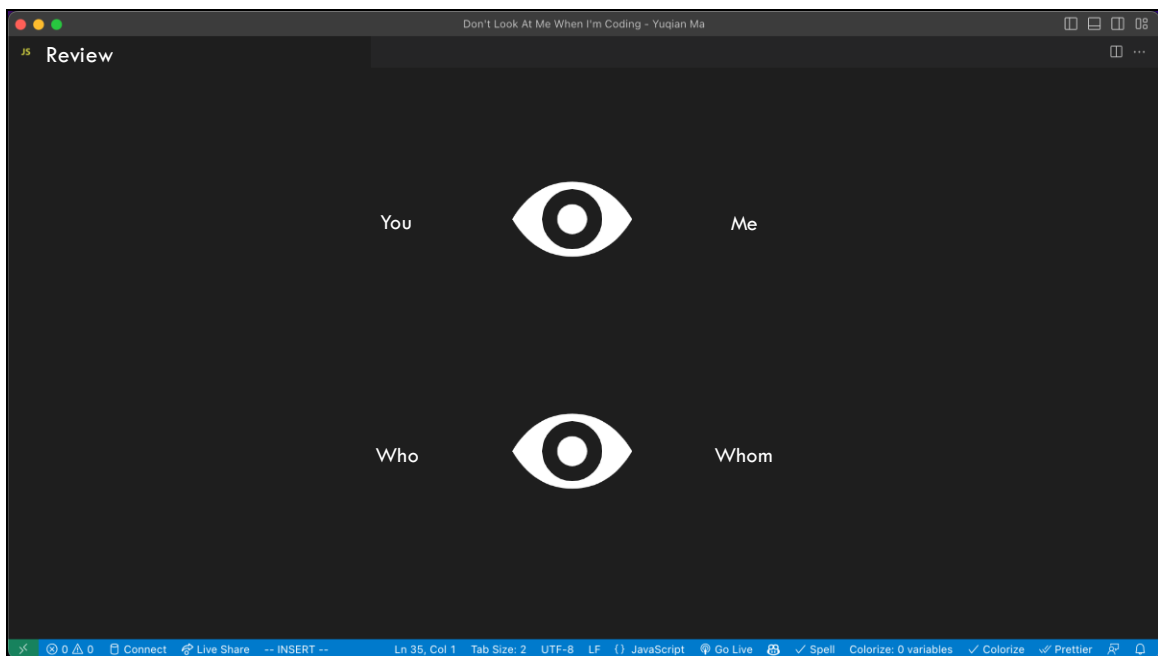 Don't Look At Me When I'm Coding - Yuqian Ma
JS Review
You Me
Who Whom
0 0 Connect Live Share -- INSERT -- Ln 35, Col 1 Tab Size: 2 UTF-8 LF {} JavaScript Go Live Spell Colorize: 0 variables Colorize Prettier